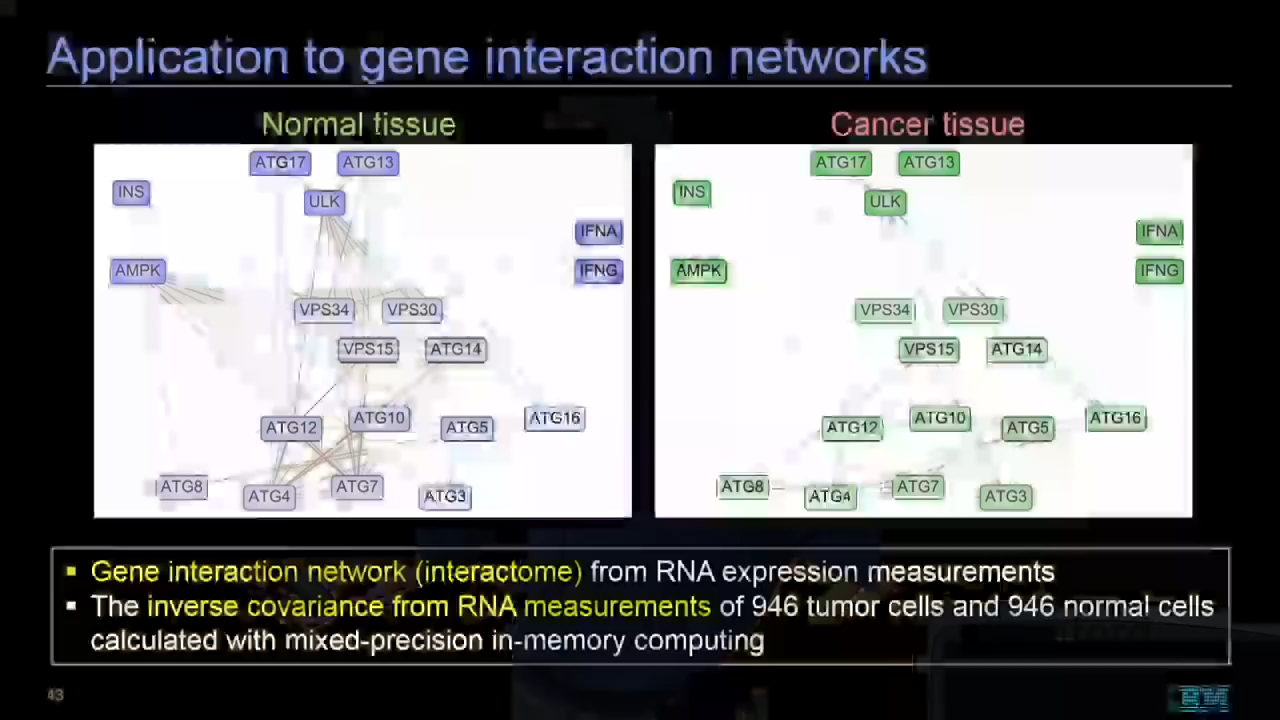 Application to gene interaction networks
Normal tissue
ATG17 ATG13
INS
ULK
IFNA
AMPK
IFNG
VPS34 VPS30
VPS15 ATG14
ATG12 ATG10 ATG5 ATG16
ATG8 ATG4 ATG7 ATG3
Cancer tissue
ATG17 ATG13
INS
ULK
IFNA
AMPK
IFNG
VPS34 VPS30
VPS15 ATG14
ATG12 ATG10 ATG5 ATG16
ATG8 ATG4 ATG7 ATG3
Gene interaction network (interactome) from RNA expression measurements
The inverse covariance from RNA measurements of 946 tumor cells and 946 normal cells
calculated with mixed-precision in-memory computing
43
IBM